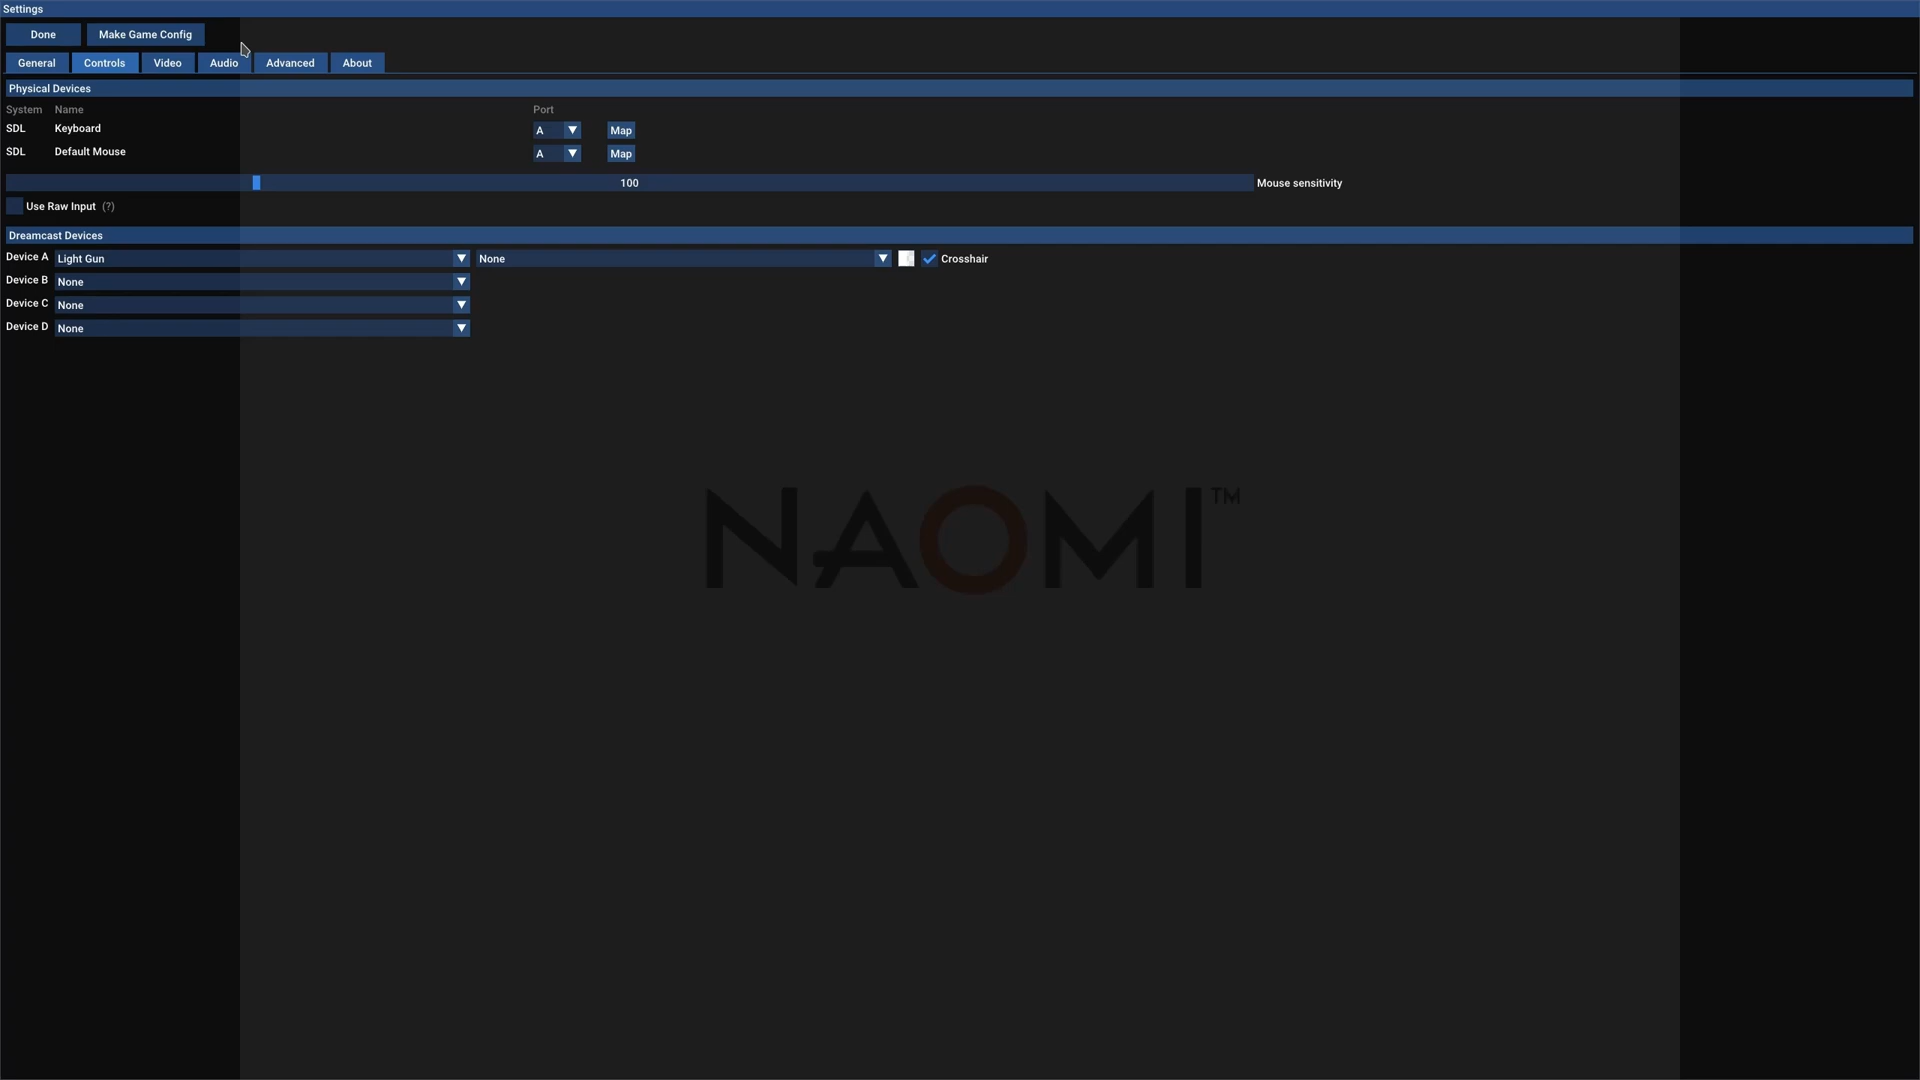 Settings
Done Make Game Config
General Controls Video Audio Advanced About
Physical Devices
System Name Port
SDL Keyboard A Map
SDL Default Mouse A Map
100 Mouse sensitivity
Use Raw Input (?)
Dreamcast Devices
Device A Light Gun None Crosshair
Device B None
Device C None
Device D None
NAOMI™